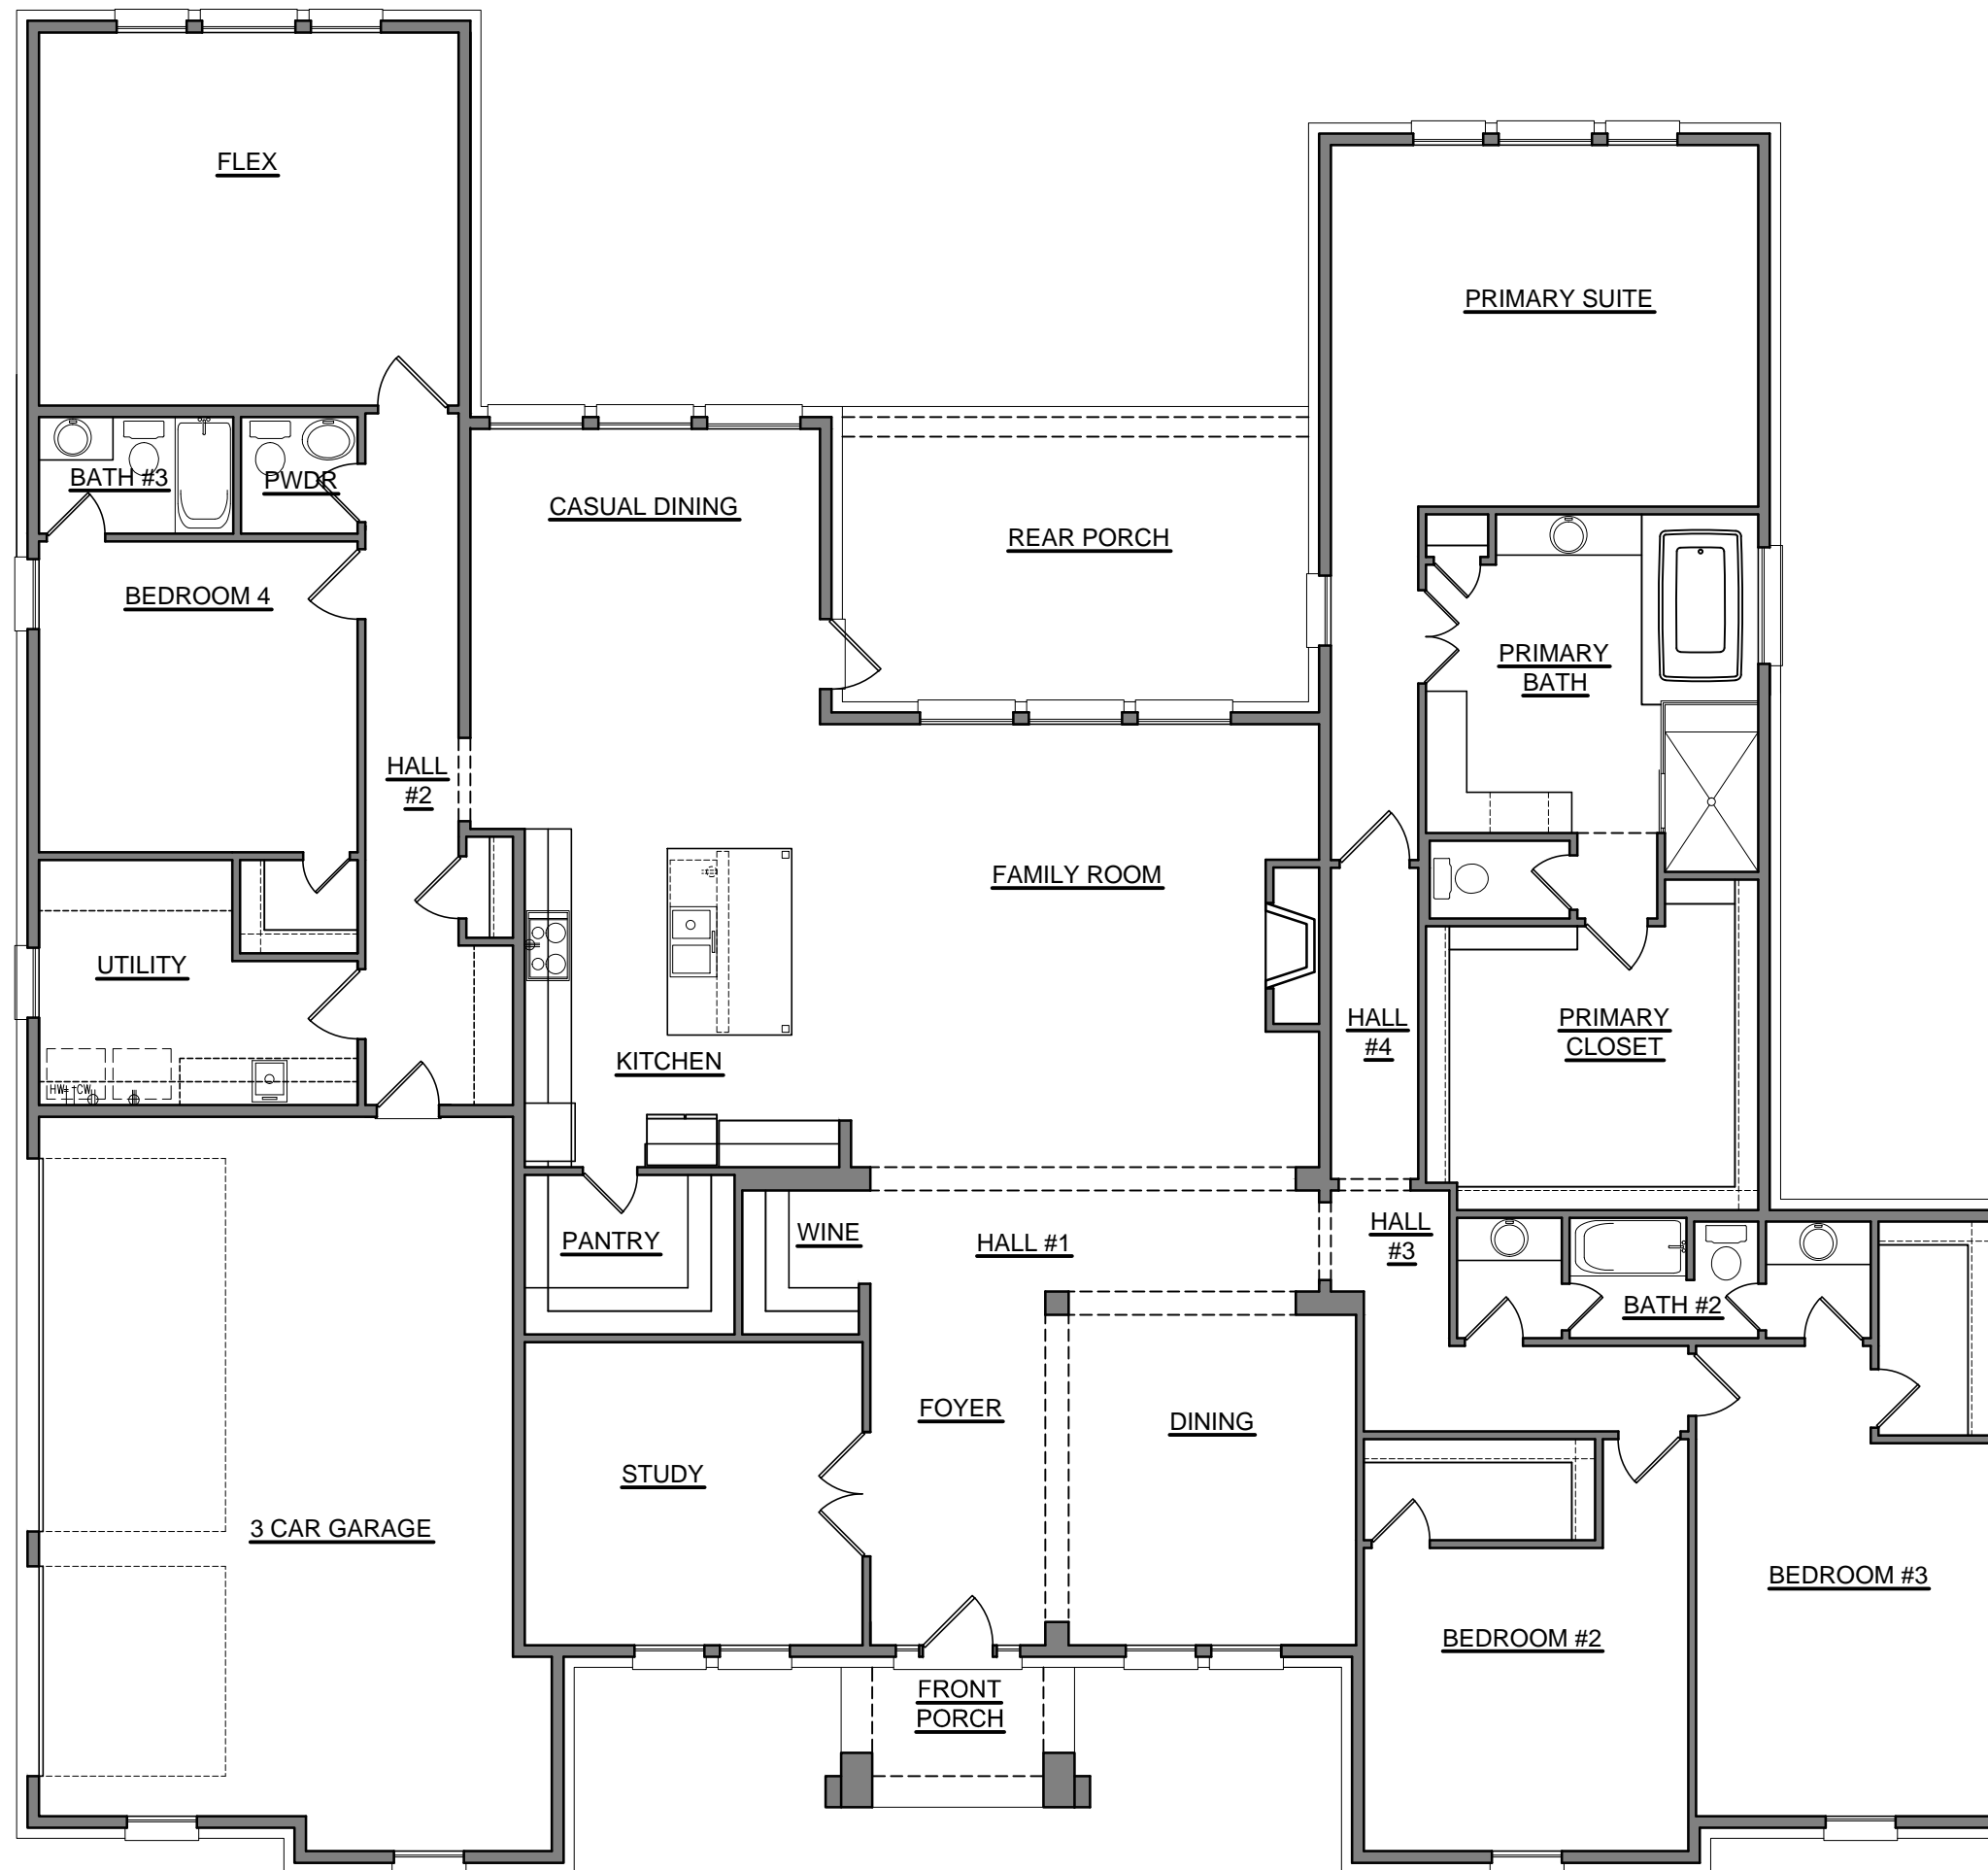 FLEX
PRIMARY SUITE
BATH #3
PWDR
CASUAL DINING
REAR PORCH
BEDROOM 4
PRIMARY
BATH
HALL
#2
FAMILY ROOM
UTILITY
HALL
#4
PRIMARY
CLOSET
KITCHEN
HW
CW
PANTRY
WINE
HALL #1
HALL
#3
BATH #2
FOYER
DINING
STUDY
3 CAR GARAGE
BEDROOM #3
BEDROOM #2
FRONT
PORCH